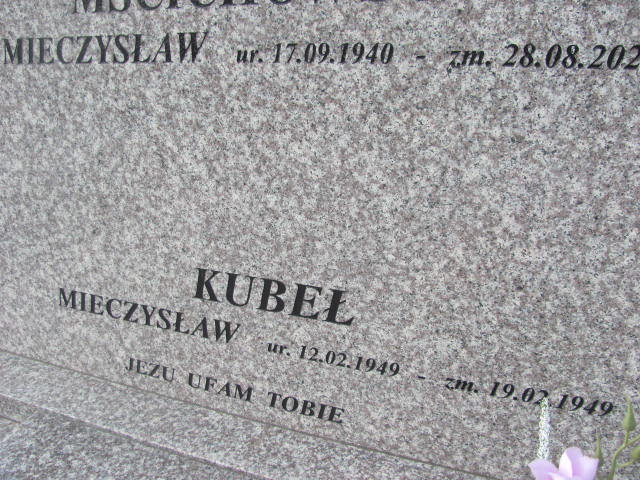 MIECZYSŁAW ur. 17.09.1940 - zm. 28.08.202
KUBEŁ
MIECZYSŁAW ur. 12.02.1949 - zm. 19.02.1949
JEZU UFAM TOBIE